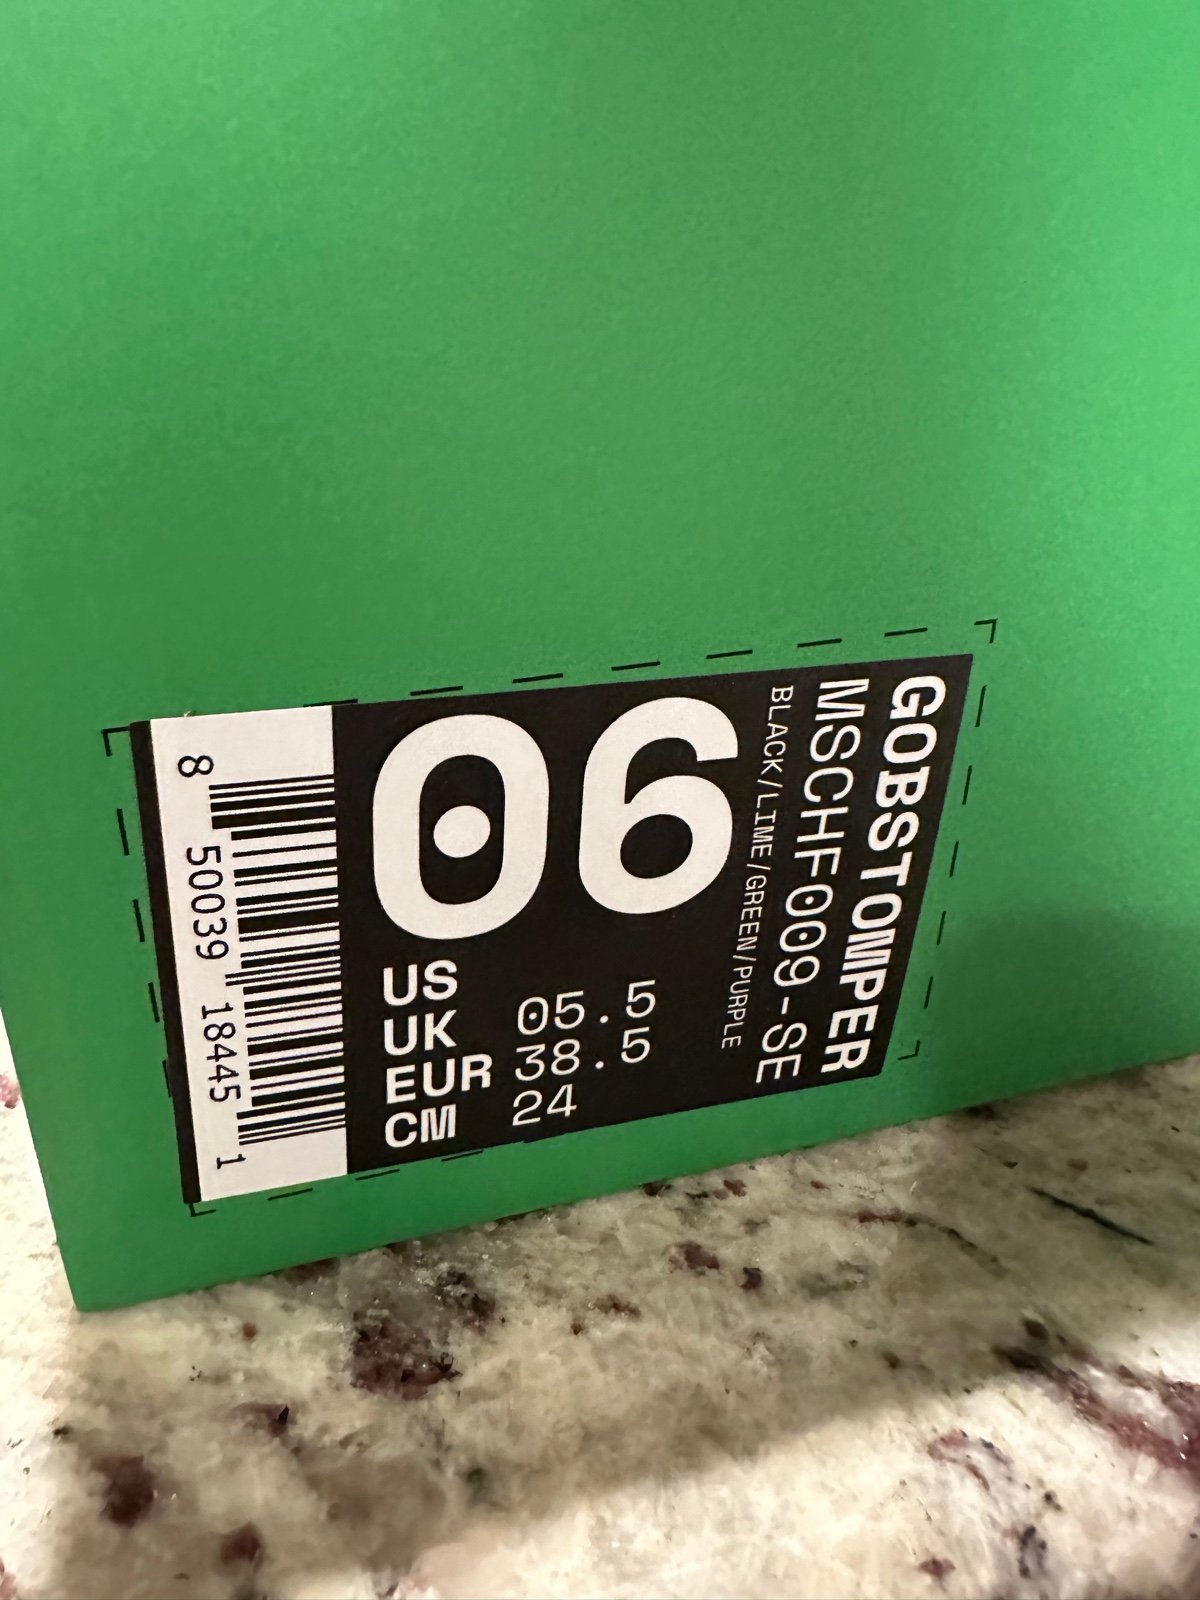 GOBSTOMPER
MSCHF009-SE
BLACK/LIME/GREEN/PURPLE
06
US
UK 05.5
EUR 38.5
CM 24
8 50039 18445 1